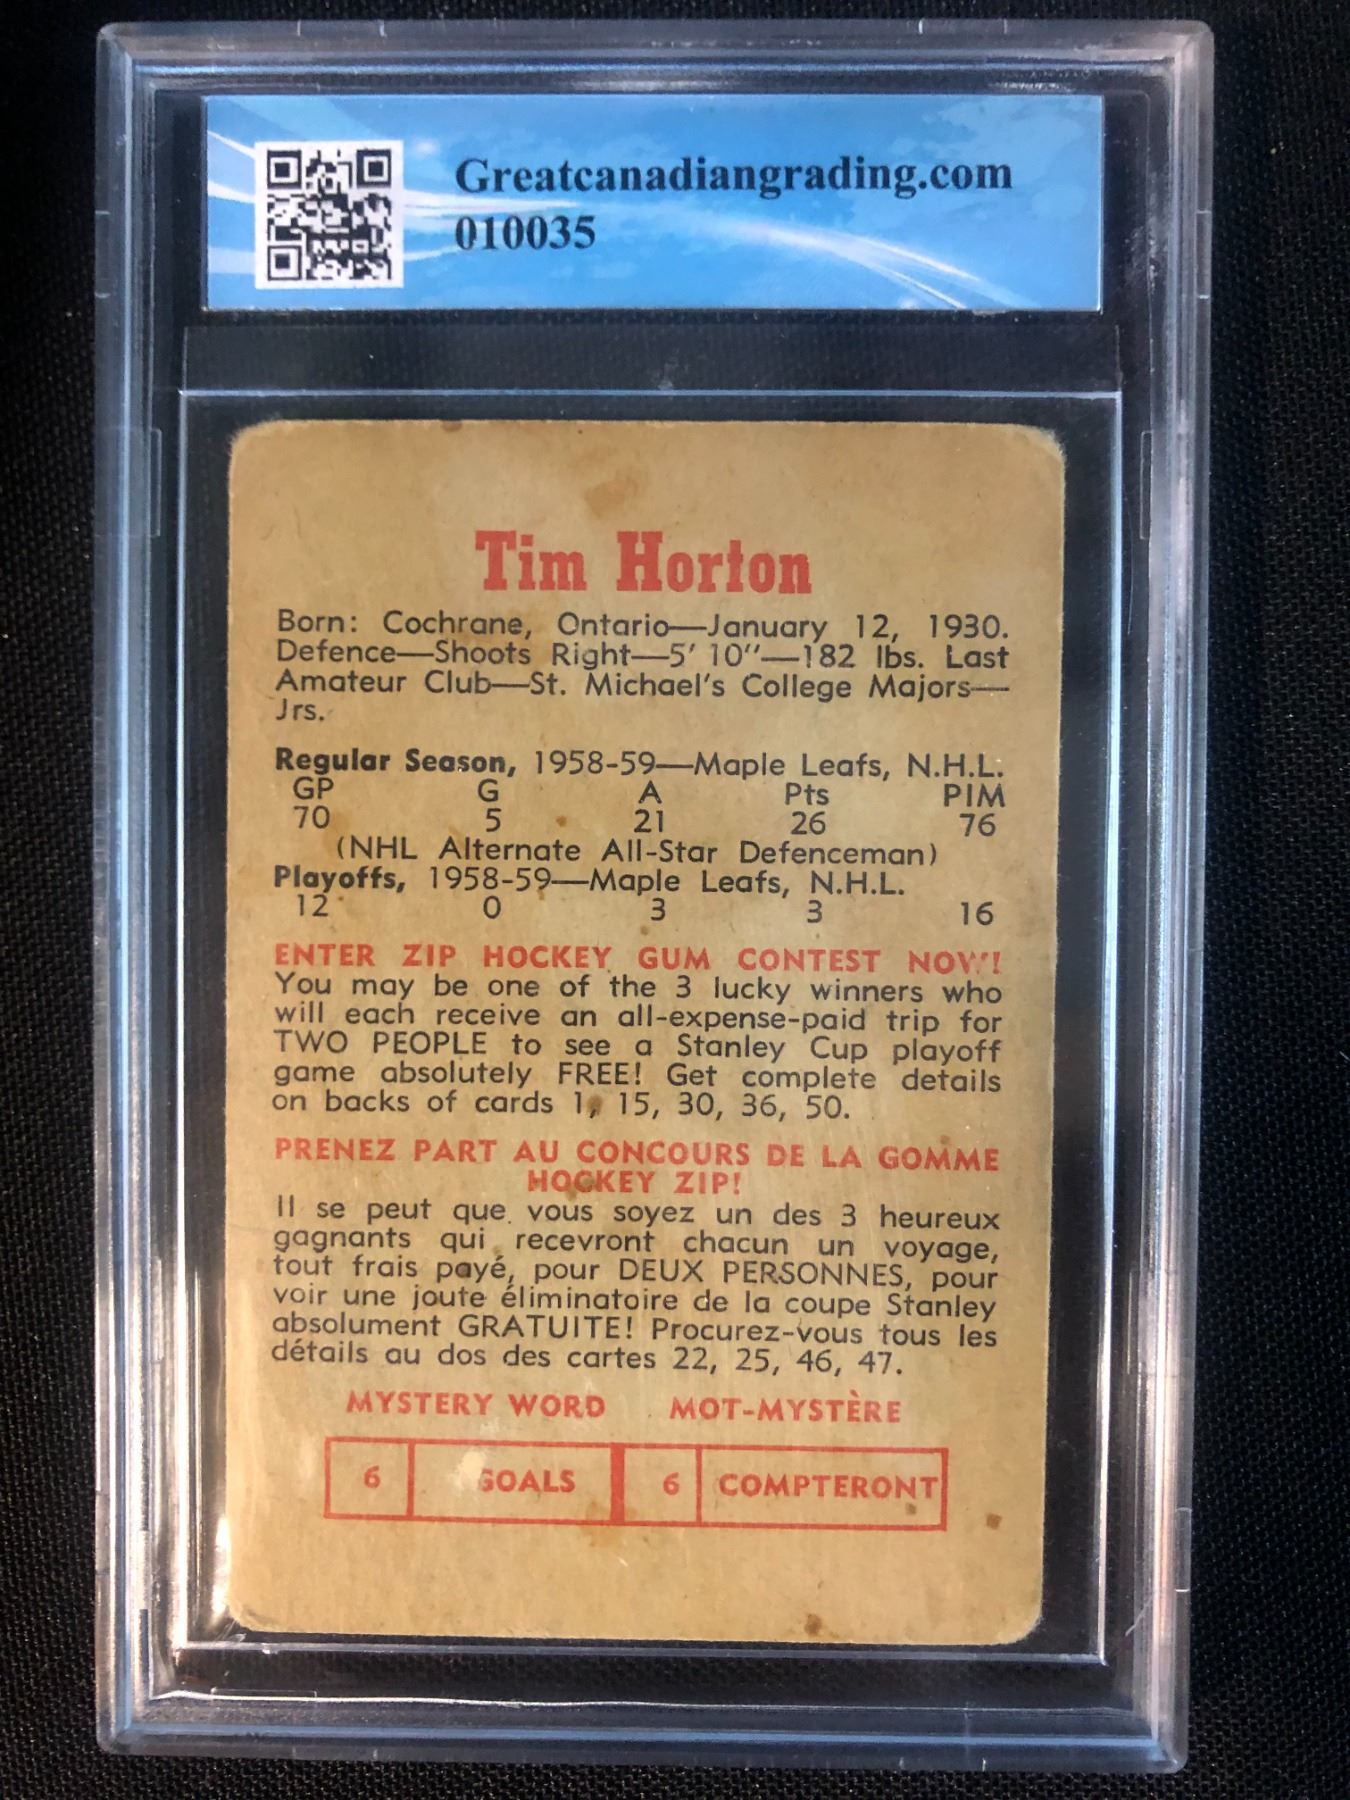 Greatcanadiangrading.com
010035
Tim Horton
Born: Cochrane, Ontario—January 12, 1930.
Defence—Shoots Right—5' 10"—182 lbs. Last
Amateur Club—St. Michael's College Majors—
Jrs.
Regular Season, 1958-59—Maple Leafs, N.H.L.
GP G A Pts PIM
70 5 21 26 76
(NHL Alternate All-Star Defenceman)
Playoffs, 1958-59—Maple Leafs, N.H.L.
12 0 3 3 16
ENTER ZIP HOCKEY GUM CONTEST NOW!
You may be one of the 3 lucky winners who
will each receive an all-expense-paid trip for
TWO PEOPLE to see a Stanley Cup playoff
game absolutely FREE! Get complete details
on backs of cards 1, 15, 30, 36, 50.
PRENEZ PART AU CONCOURS DE LA GOMME
HOCKEY ZIP!
Il se peut que vous soyez un des 3 heureux
gagnants qui recevront chacun un voyage,
tout frais payé, pour DEUX PERSONNES, pour
voir une joute éliminatoire de la coupe Stanley
absolument GRATUITE! Procurez-vous tous les
détails au dos des cartes 22, 25, 46, 47.
MYSTERY WORD MOT-MYSTÈRE
6 GOALS 6 COMPTERONT